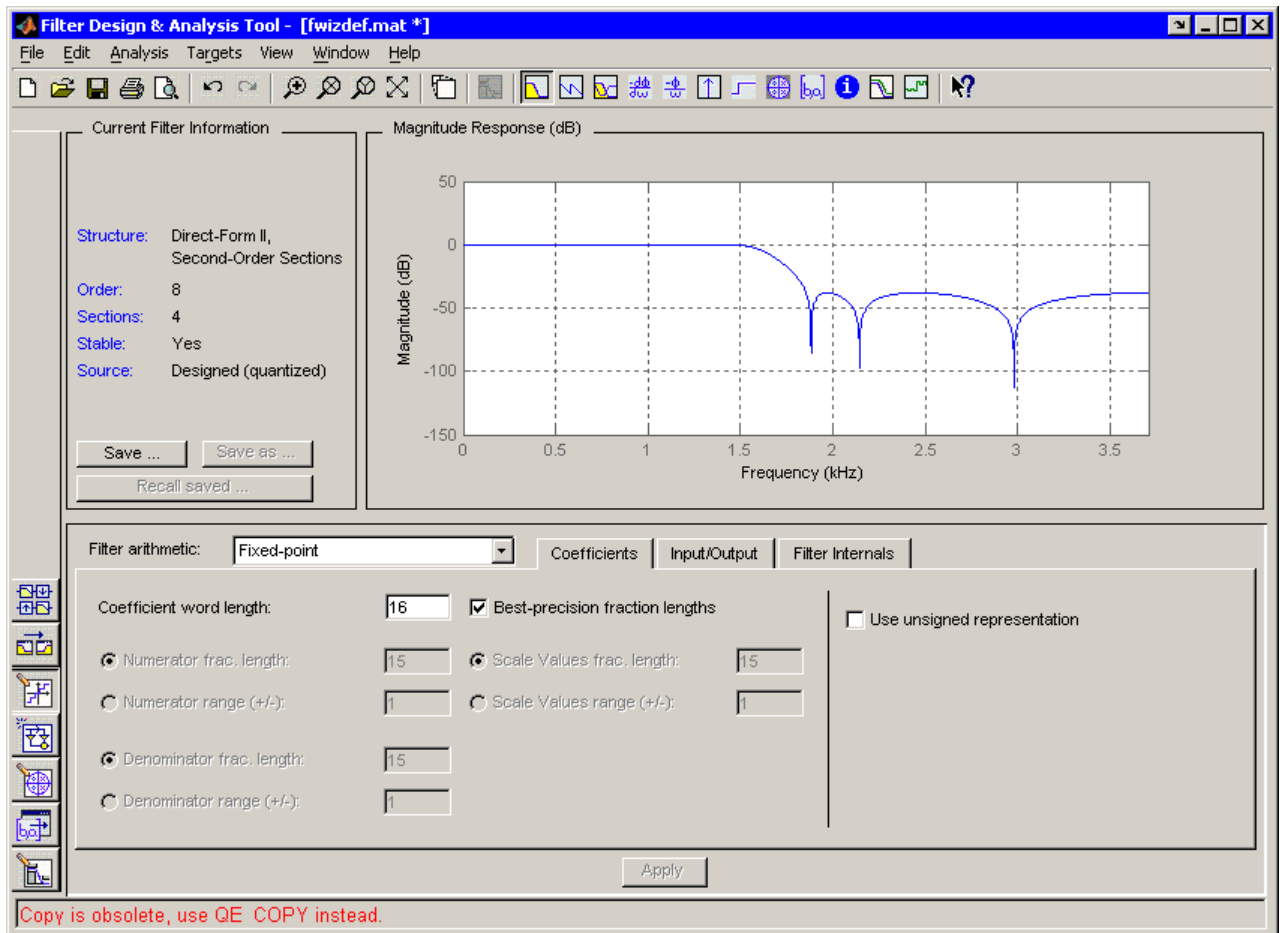 Filter Design & Analysis Tool - [fwizdef.mat *]
File Edit Analysis Targets View Window Help
Current Filter Information
Structure: Direct-Form II,
Second-Order Sections
Order: 8
Sections: 4
Stable: Yes
Source: Designed (quantized)
Save ...
Save as ...
Recall saved ...
Magnitude Response (dB)
50
0
-50
-100
-150
Magnitude (dB)
0 0.5 1 1.5 2 2.5 3 3.5
Frequency (kHz)
Filter arithmetic: Fixed-point
Coefficients Input/Output Filter Internals
Coefficient word length: 16 Best-precision fraction lengths
Use unsigned representation
Numerator frac. length: 15 Scale Values frac. length: 15
Numerator range (+/-): 1 Scale Values range (+/-): 1
Denominator frac. length: 15
Denominator range (+/-): 1
Apply
Copy is obsolete, use QE COPY instead.